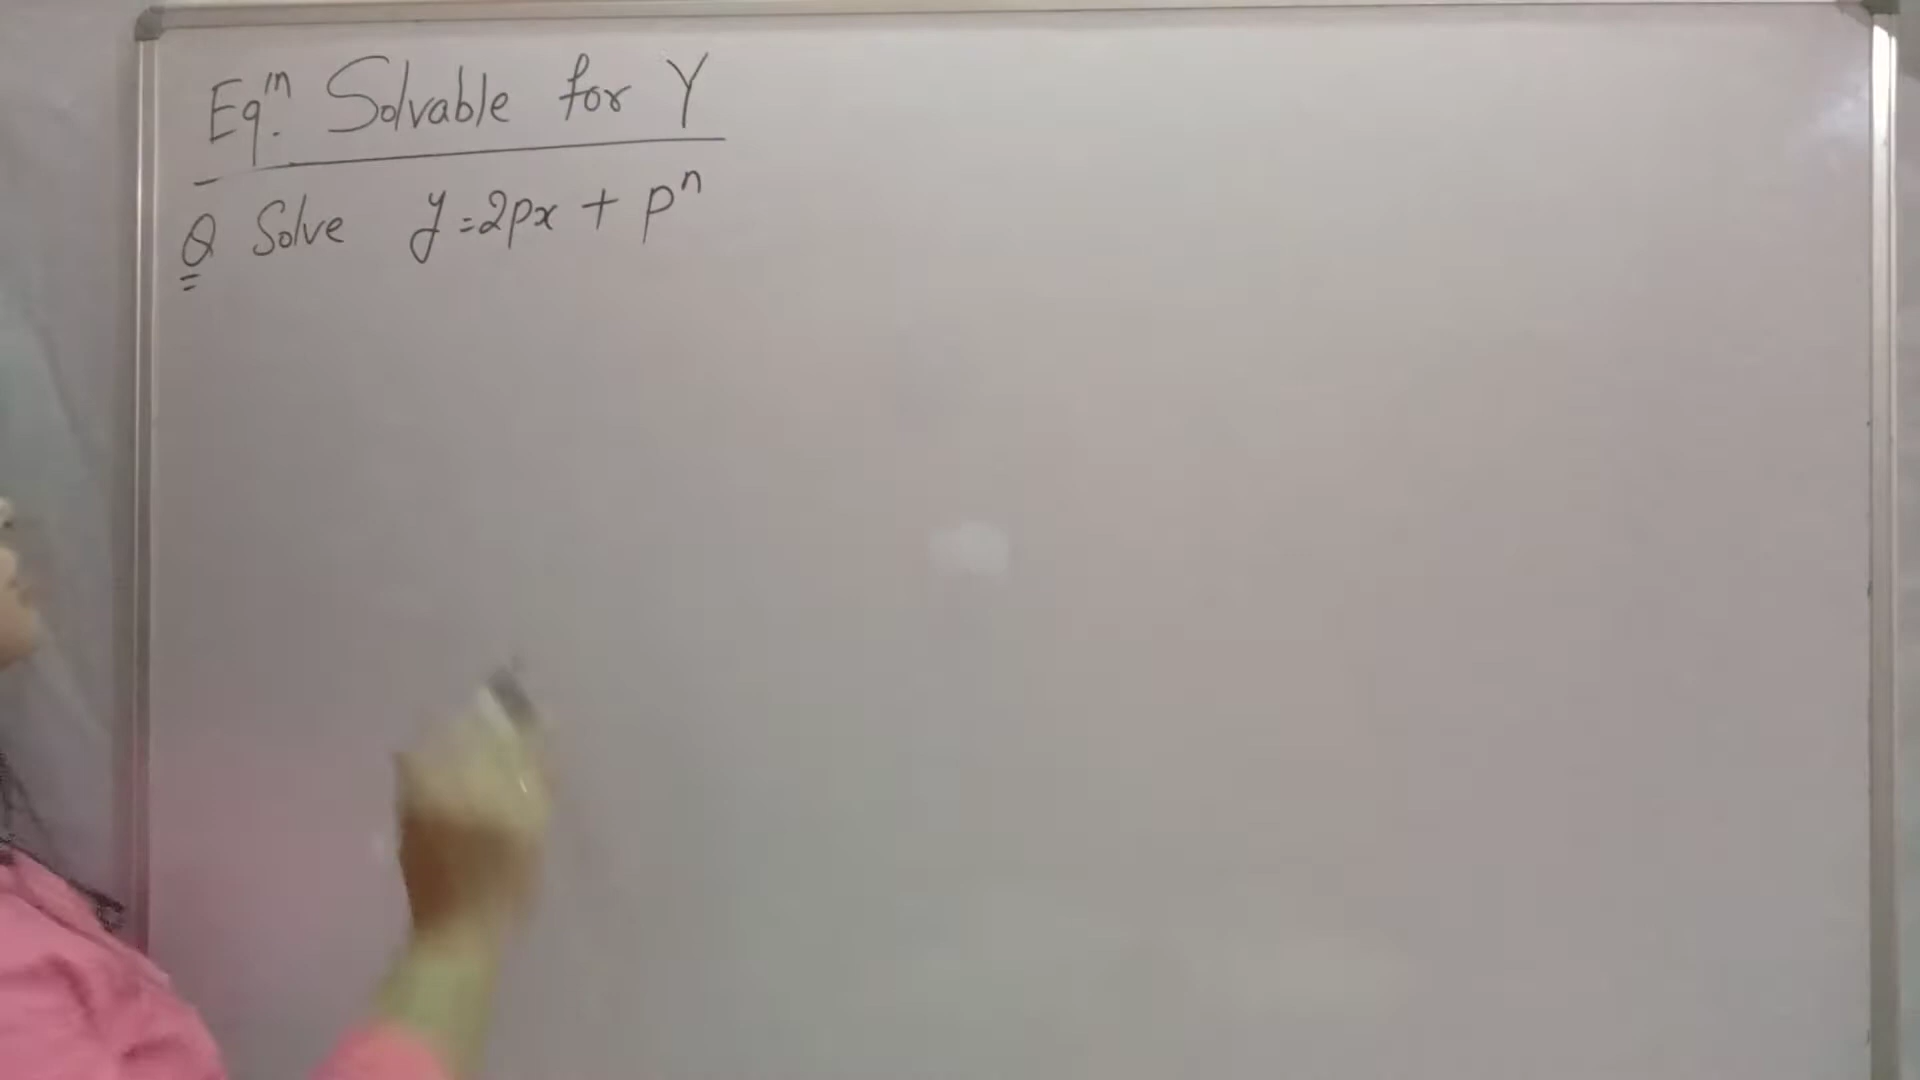 Eqⁿ. Solvable for Y
Q Solve y=2px + pⁿ